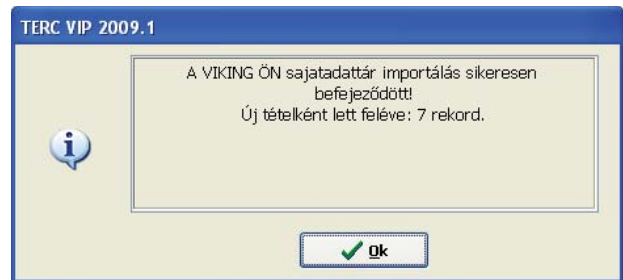 TERC VIP 2009.1
A VIKING ÖN sajatadattár importálás sikeresen
befejeződött!
Új tételként lett feléve: 7 rekord.
Ok